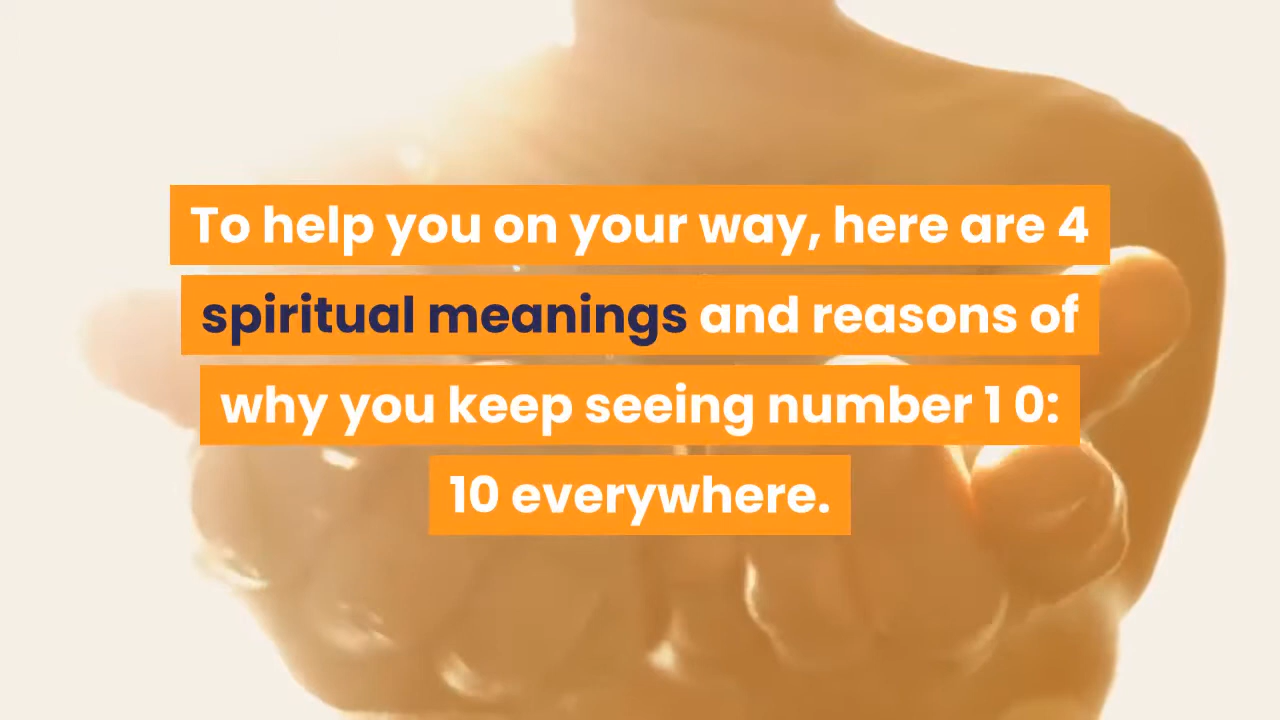 To help you on your way, here are 4
spiritual meanings and reasons of
why you keep seeing number 1 0:
10 everywhere.